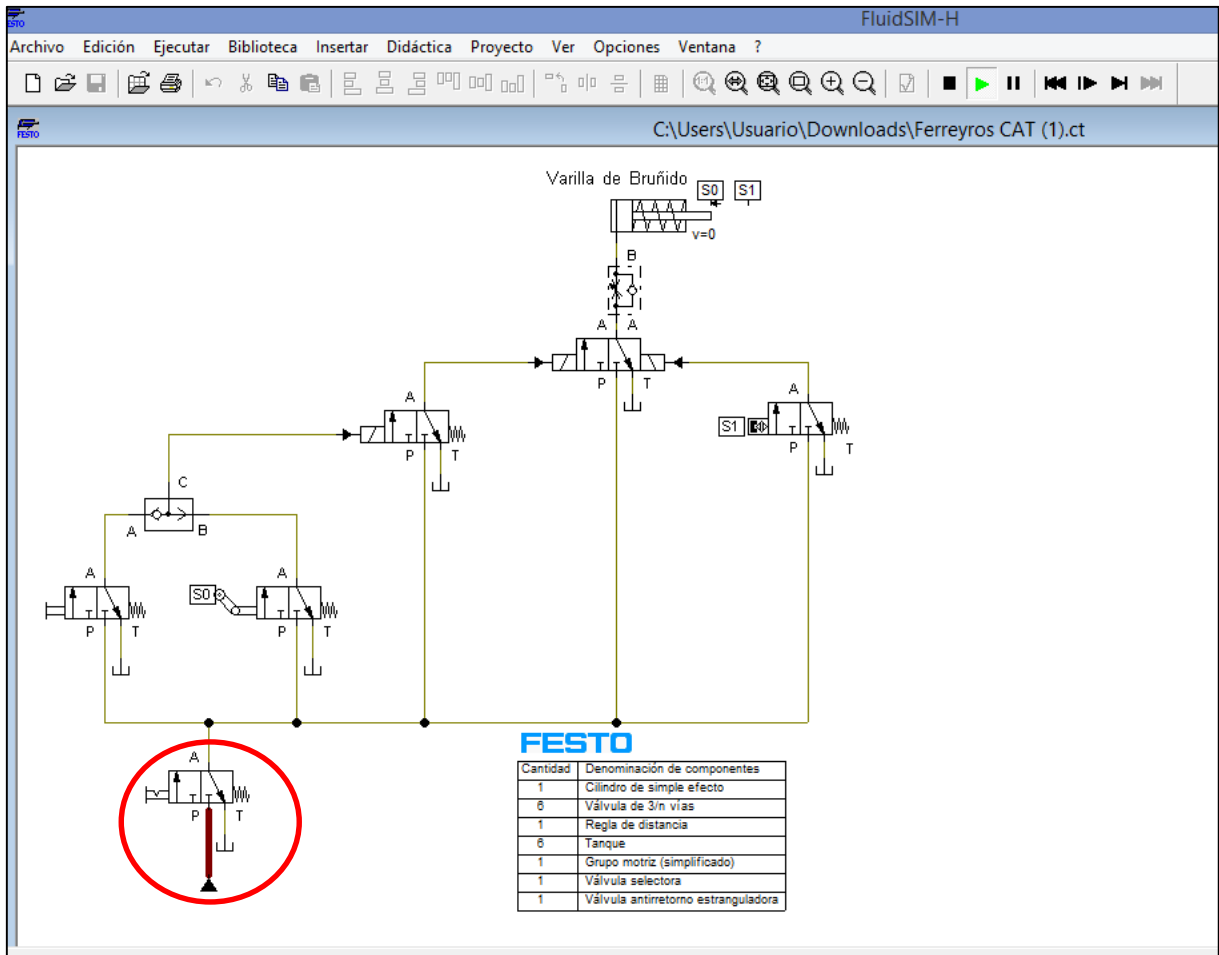 FluidSIM-H
Archivo Edición Ejecutar Biblioteca Insertar Didáctica Proyecto Ver Opciones Ventana ?
FESTO C:\Users\Usuario\Downloads\Ferreyros CAT (1).ct
Varilla de Bruñido
S0 S1
v=0
B
A A
P T
A
P T
A
S1
P T
C
A B
A
P T
A
S0
P T
A
P T
FESTO
Cantidad Denominación de componentes
1 Cilindro de simple efecto
6 Válvula de 3/n vías
1 Regla de distancia
6 Tanque
1 Grupo motriz (simplificado)
1 Válvula selectora
1 Válvula antirretorno estranguladora